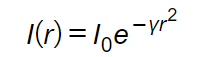 I(r) = I₀e^(-γr²)